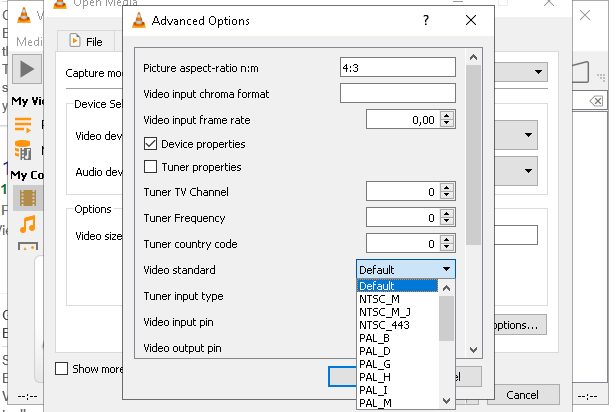 Open Media
Advanced Options
?
Medi
File
Capture mo
Picture aspect-ratio n:m
4:3
Video input chroma format
My Vi
Device Sel
Video input frame rate
0,00
Video dev
Device properties
Audio dev
Tuner properties
My Co
Tuner TV Channel
0
Options
Tuner Frequency
0
Video size
Tuner country code
0
Video standard
Default
Default
Tuner input type
NTSC_M
NTSC_M_J
Video input pin
NTSC_443
ptions...
PAL_B
Video output pin
PAL_D
PAL_G
Show more
PAL_H
el
PAL_I
Cancel
--:--
PAL_M
--:--